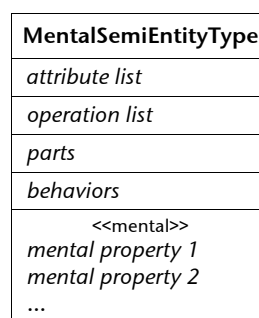 MentalSemiEntityType
attribute list
operation list
parts
behaviors
<<mental>>
mental property 1
mental property 2
...